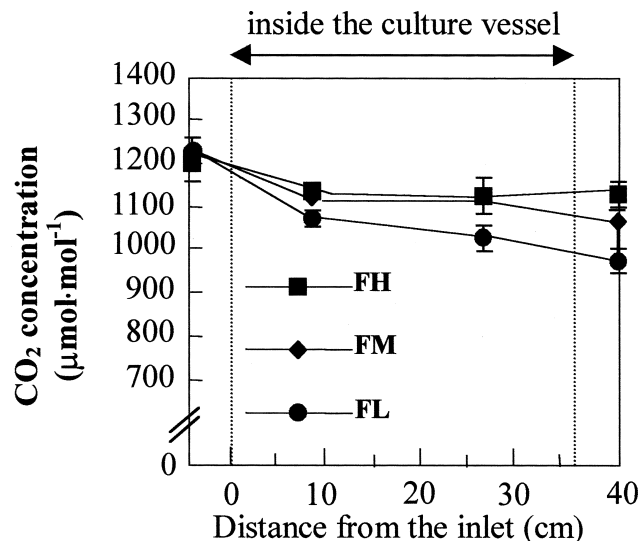 inside the culture vessel
1400
1300
1200
1100
1000
900
800
700
0
CO₂ concentration
(μmol·mol⁻¹)
FH
FM
FL
0 10 20 30 40
Distance from the inlet (cm)